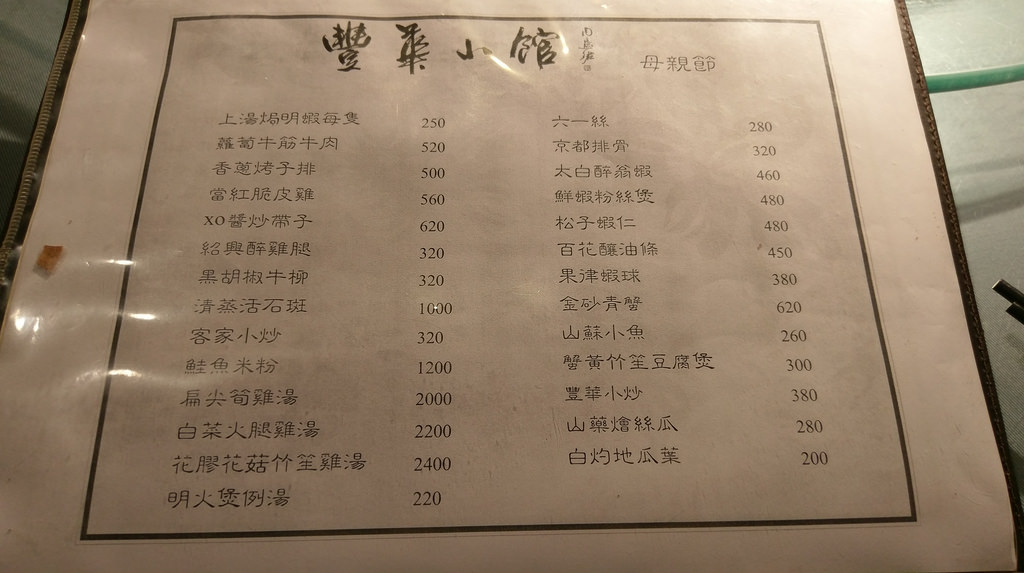 豐華小館
母親節
上湯焗明蝦每隻 250
蘿蔔牛筋牛肉 520
香蔥烤子排 500
當紅脆皮雞 560
XO醬炒帶子 620
紹興醉雞腿 320
黑胡椒牛柳 320
清蒸活石斑 1000
客家小炒 320
鮭魚米粉 1200
扁尖筍雞湯 2000
白菜火腿雞湯 2200
花膠花菇竹笙雞湯 2400
明火煲例湯 220
六一絲 280
京都排骨 320
太白醉翁蝦 460
鮮蝦粉絲煲 480
松子蝦仁 480
百花釀油條 450
果律蝦球 380
金砂青蟹 620
山蘇小魚 260
蟹黃竹笙豆腐煲 300
豐華小炒 380
山藥燴絲瓜 280
白灼地瓜葉 200